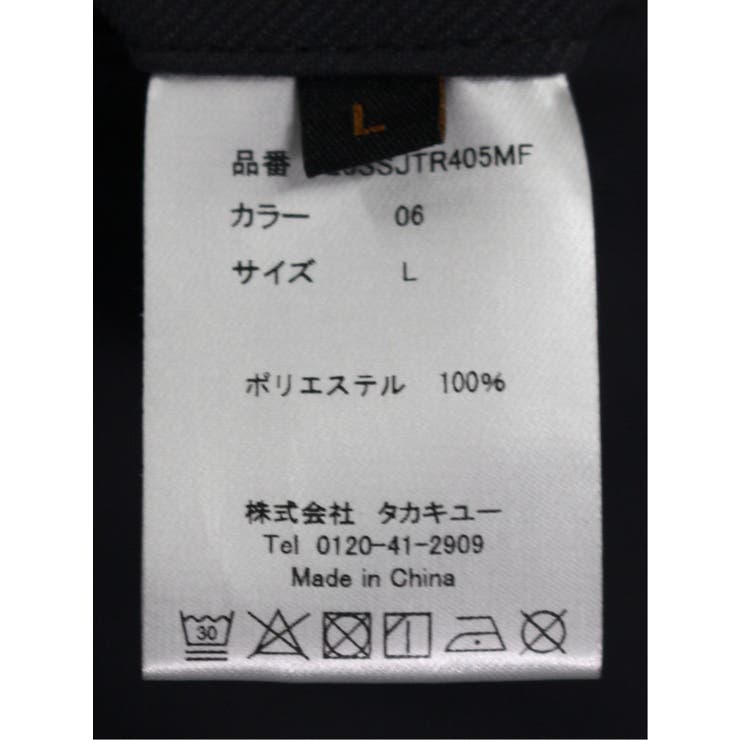 L
品番 SSJTR405MF
カラー 06
サイズ L
ポリエステル 100%
株式会社 タカキュー
Tel 0120-41-2909
Made in China
30